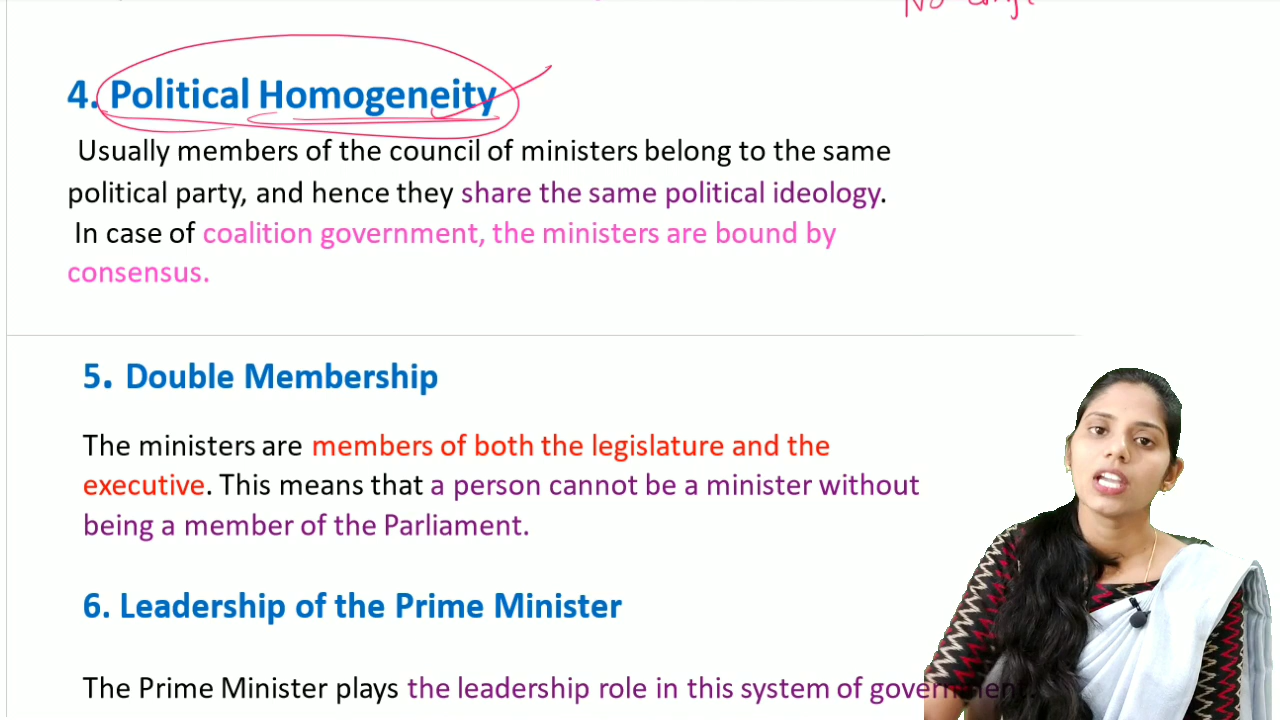 No
4. Political Homogeneity
Usually members of the council of ministers belong to the same
political party, and hence they share the same political ideology.
In case of coalition government, the ministers are bound by
consensus.
5. Double Membership
The ministers are members of both the legislature and the
executive. This means that a person cannot be a minister without
being a member of the Parliament.
6. Leadership of the Prime Minister
The Prime Minister plays the leadership role in this system of government.